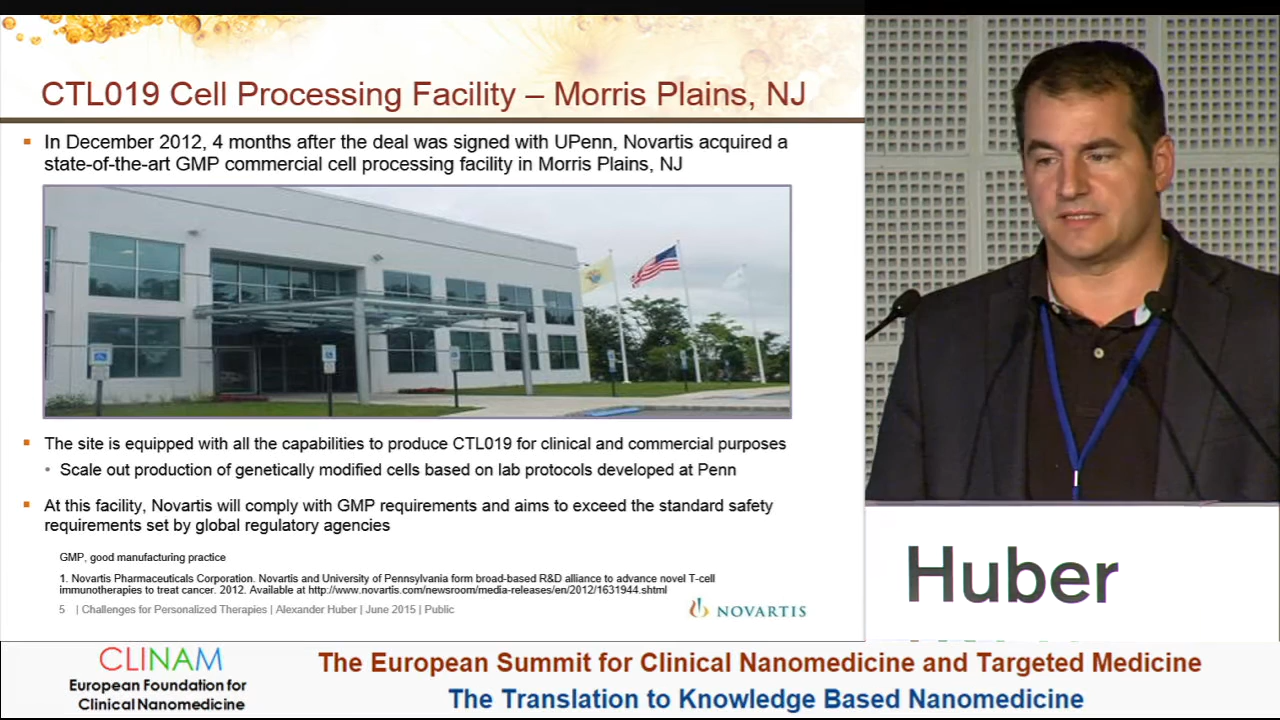 CTL019 Cell Processing Facility – Morris Plains, NJ
▪ In December 2012, 4 months after the deal was signed with UPenn, Novartis acquired a
state-of-the-art GMP commercial cell processing facility in Morris Plains, NJ
▪ The site is equipped with all the capabilities to produce CTL019 for clinical and commercial purposes
• Scale out production of genetically modified cells based on lab protocols developed at Penn
▪ At this facility, Novartis will comply with GMP requirements and aims to exceed the standard safety
requirements set by global regulatory agencies
GMP, good manufacturing practice
1. Novartis Pharmaceuticals Corporation. Novartis and University of Pennsylvania form broad-based R&D alliance to advance novel T-cell
immunotherapies to treat cancer. 2012. Available at http://www.novartis.com/newsroom/media-releases/en/2012/1631944.shtml
5 | Challenges for Personalized Therapies | Alexander Huber | June 2015 | Public
NOVARTIS
Huber
CLINAM
European Foundation for
Clinical Nanomedicine
The European Summit for Clinical Nanomedicine and Targeted Medicine
The Translation to Knowledge Based Nanomedicine